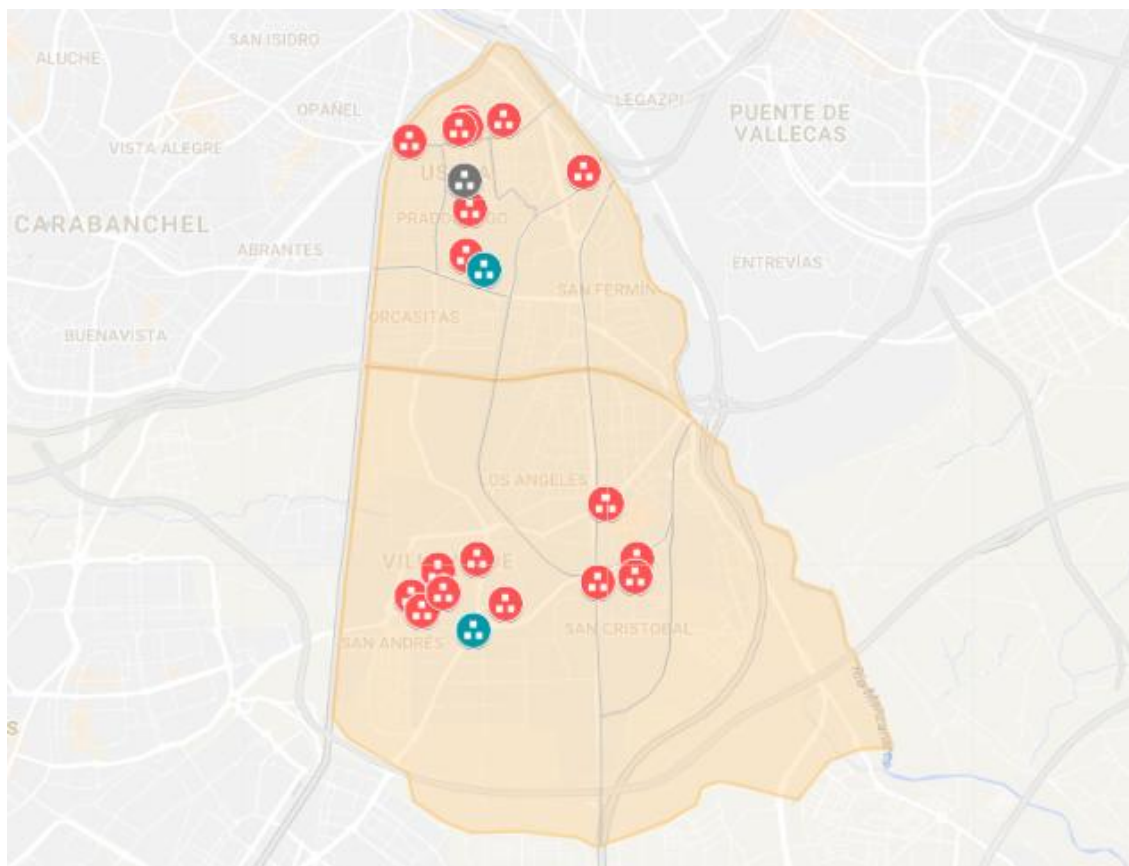 SAN ISIDRO
ALUCHE
LEGAZPI
OPAÑEL
PUENTE DE
VALLECAS
VISTA ALEGRE
CARABANCHEL
ABRANTES
ENTREVÍAS
SAN FERMÍN
ORCASITAS
BUENAVISTA
LOS ANGELES
SAN CRISTOBAL
SAN ANDRÉS
S